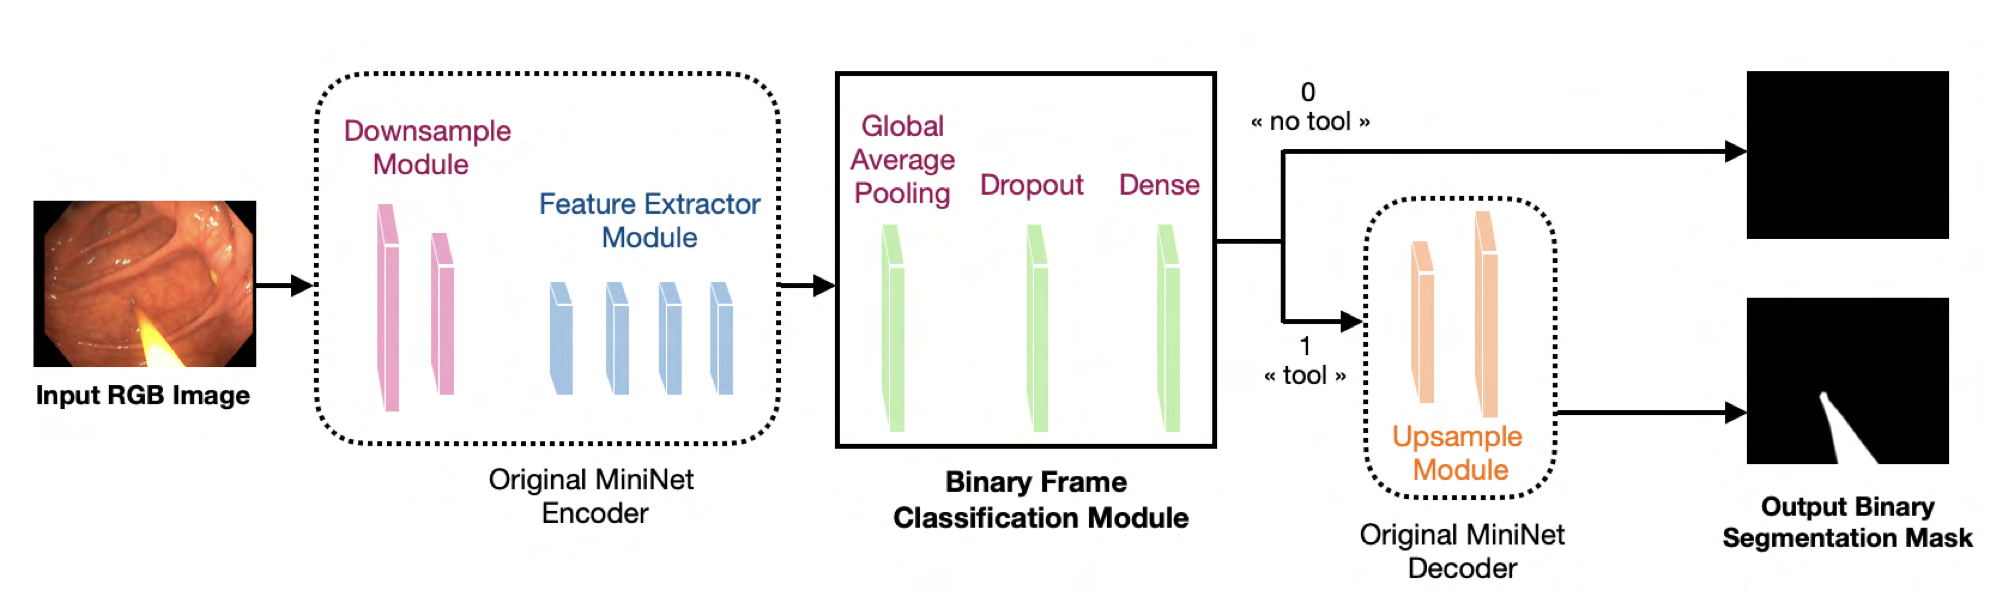 Input RGB Image
Downsample
Module
Feature Extractor
Module
Original MiniNet
Encoder
Global
Average
Pooling
Dropout
Dense
Binary Frame
Classification Module
0
« no tool »
1
« tool »
Upsample
Module
Original MiniNet
Decoder
Output Binary
Segmentation Mask